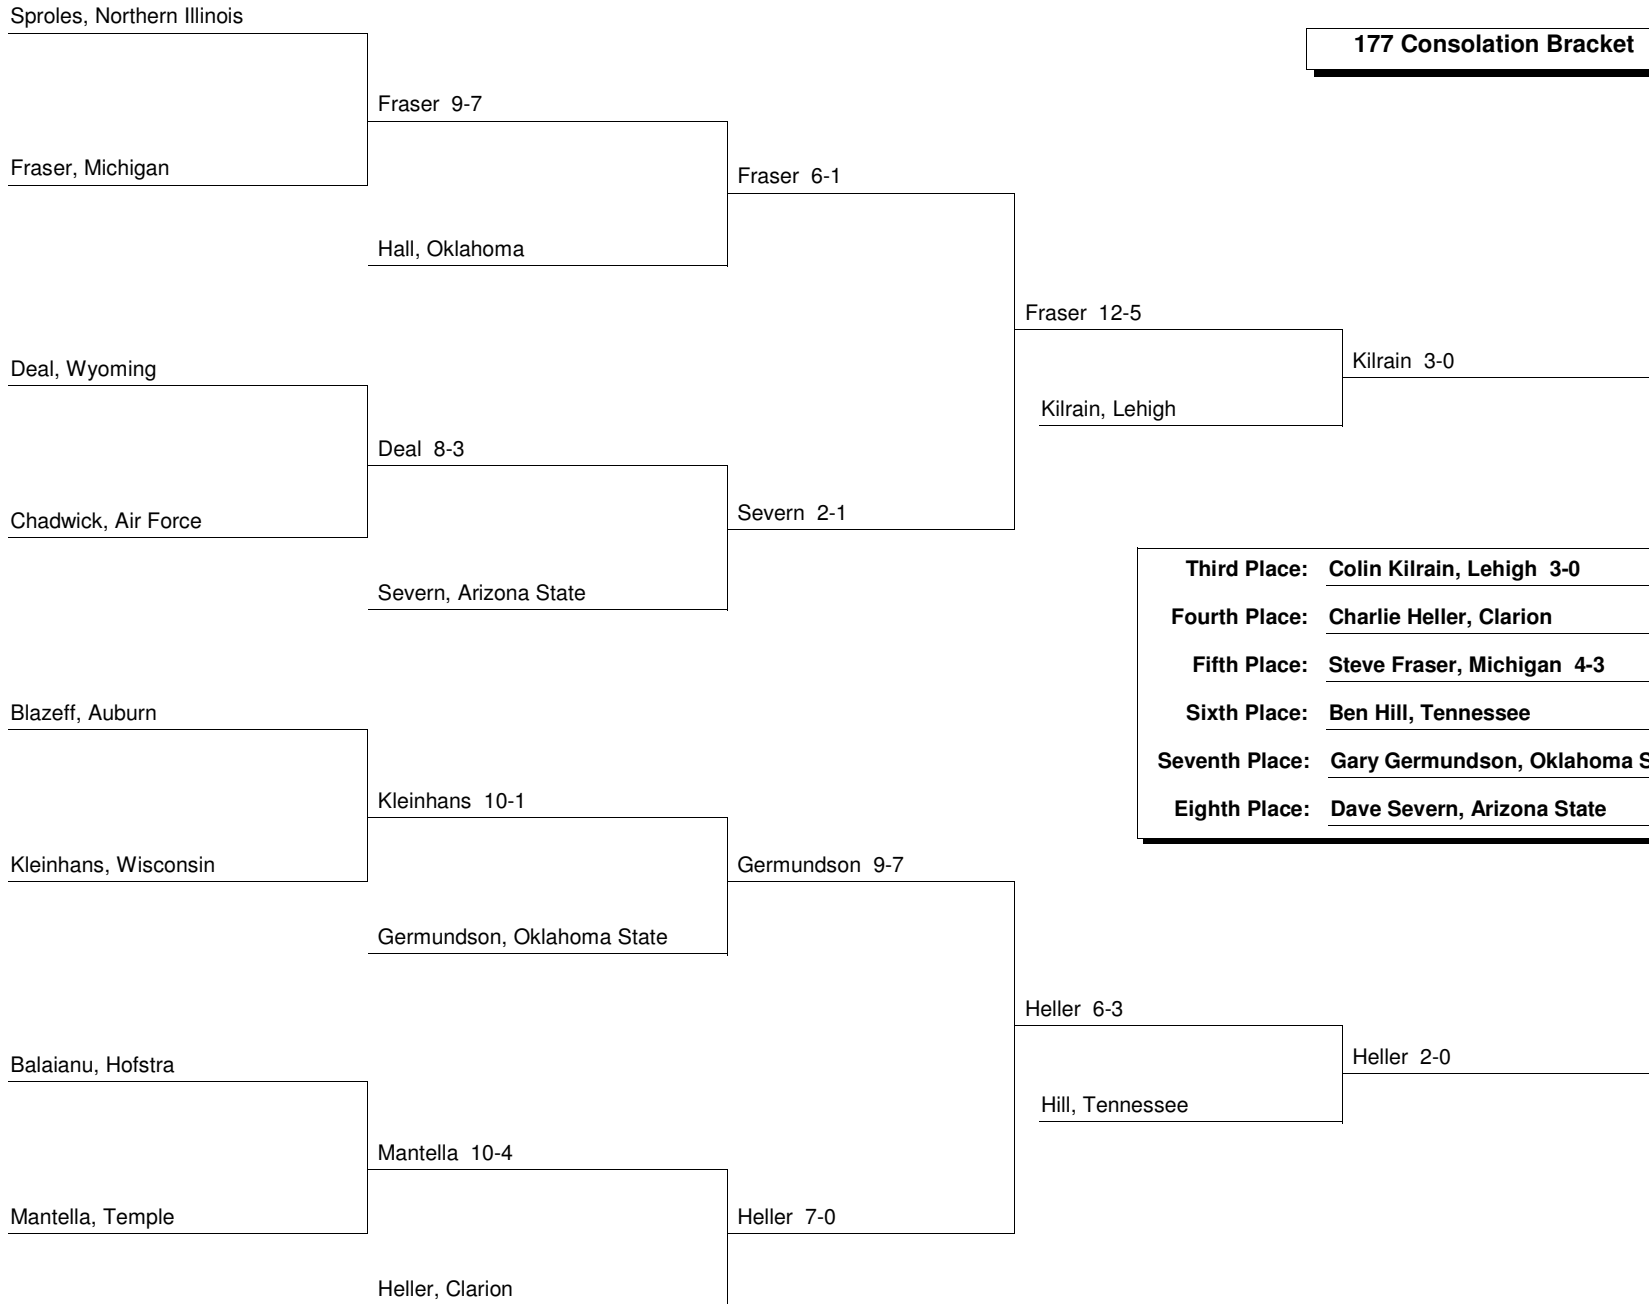 Sproles, Northern Illinois
177 Consolation Bracket
Fraser 9-7
Fraser, Michigan
Fraser 6-1
Hall, Oklahoma
Fraser 12-5
Deal, Wyoming
Kilrain 3-0
Kilrain, Lehigh
Deal 8-3
Chadwick, Air Force
Severn 2-1
Severn, Arizona State
Third Place: Colin Kilrain, Lehigh 3-0
Fourth Place: Charlie Heller, Clarion
Fifth Place: Steve Fraser, Michigan 4-3
Sixth Place: Ben Hill, Tennessee
Seventh Place: Gary Germundson, Oklahoma S
Eighth Place: Dave Severn, Arizona State
Blazeff, Auburn
Kleinhans 10-1
Kleinhans, Wisconsin
Germundson 9-7
Germundson, Oklahoma State
Heller 6-3
Balaianu, Hofstra
Heller 2-0
Hill, Tennessee
Mantella 10-4
Mantella, Temple
Heller 7-0
Heller, Clarion